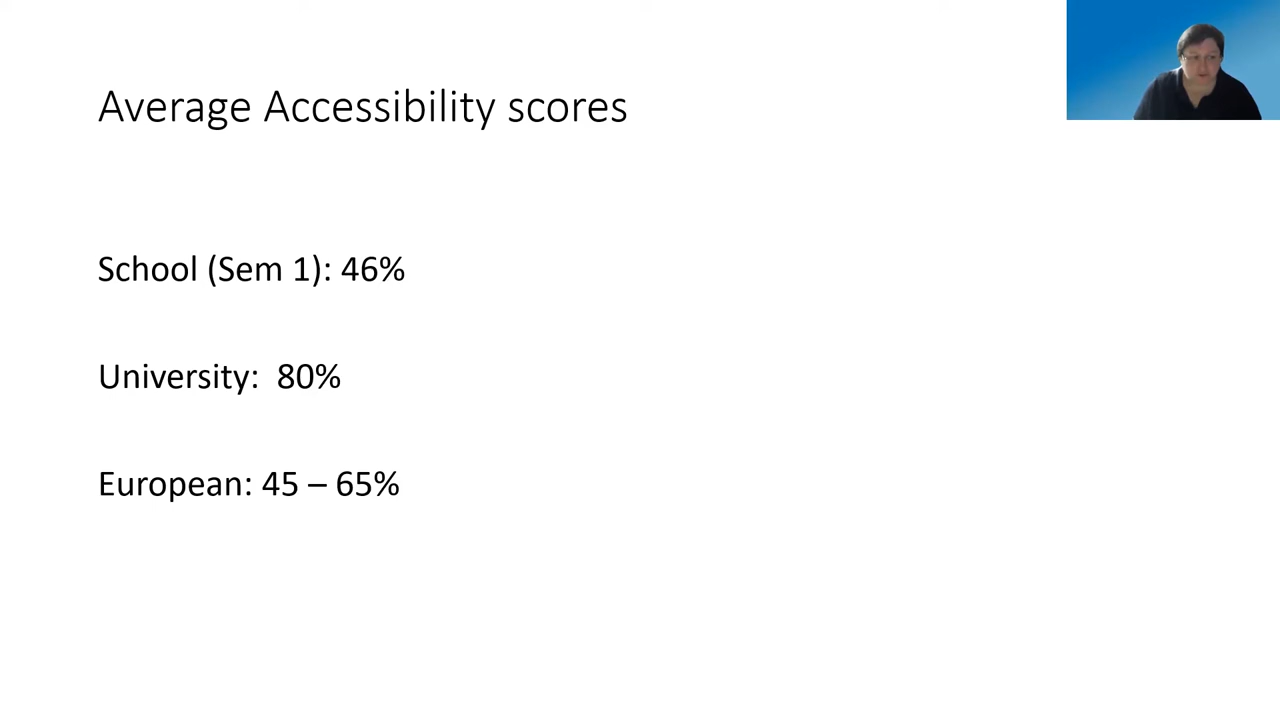 Average Accessibility scores
School (Sem 1): 46%
University:  80%
European: 45 – 65%